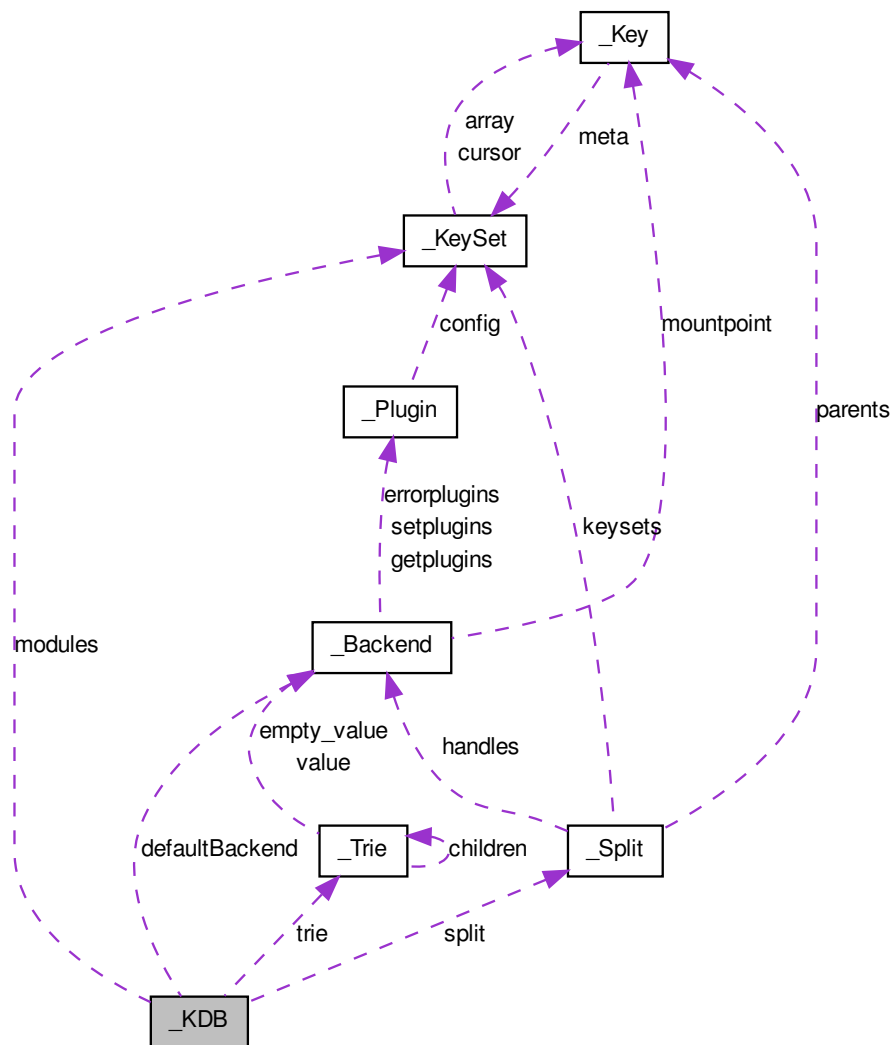 _Key
array
cursor
meta
_KeySet
config
mountpoint
_Plugin
parents
errorplugins
setplugins
getplugins
keysets
_Backend
modules
empty_value
value
handles
defaultBackend
_Trie
children
_Split
trie
split
_KDB